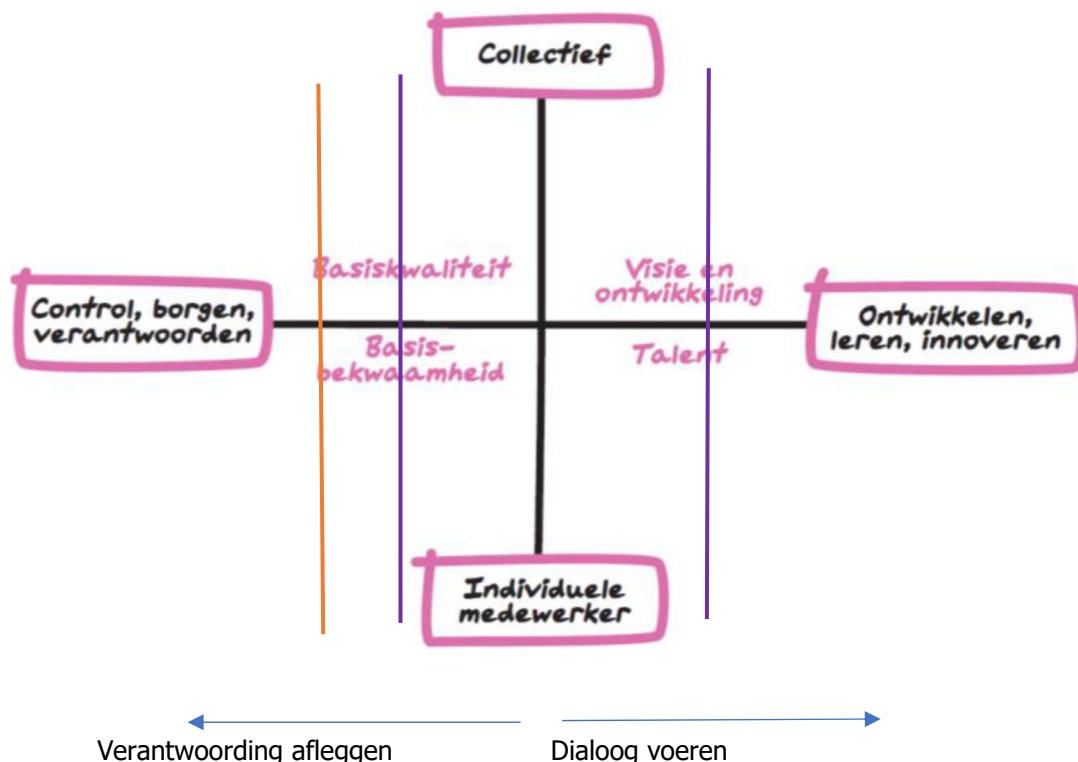 Collectief
Basiskwaliteit
Visie en
ontwikkeling
Control, borgen,
verantwoorden
Ontwikkelen,
leren, innoveren
Basis-
bekwaamheid
Talent
Individuele
medewerker
Verantwoording afleggen
Dialoog voeren